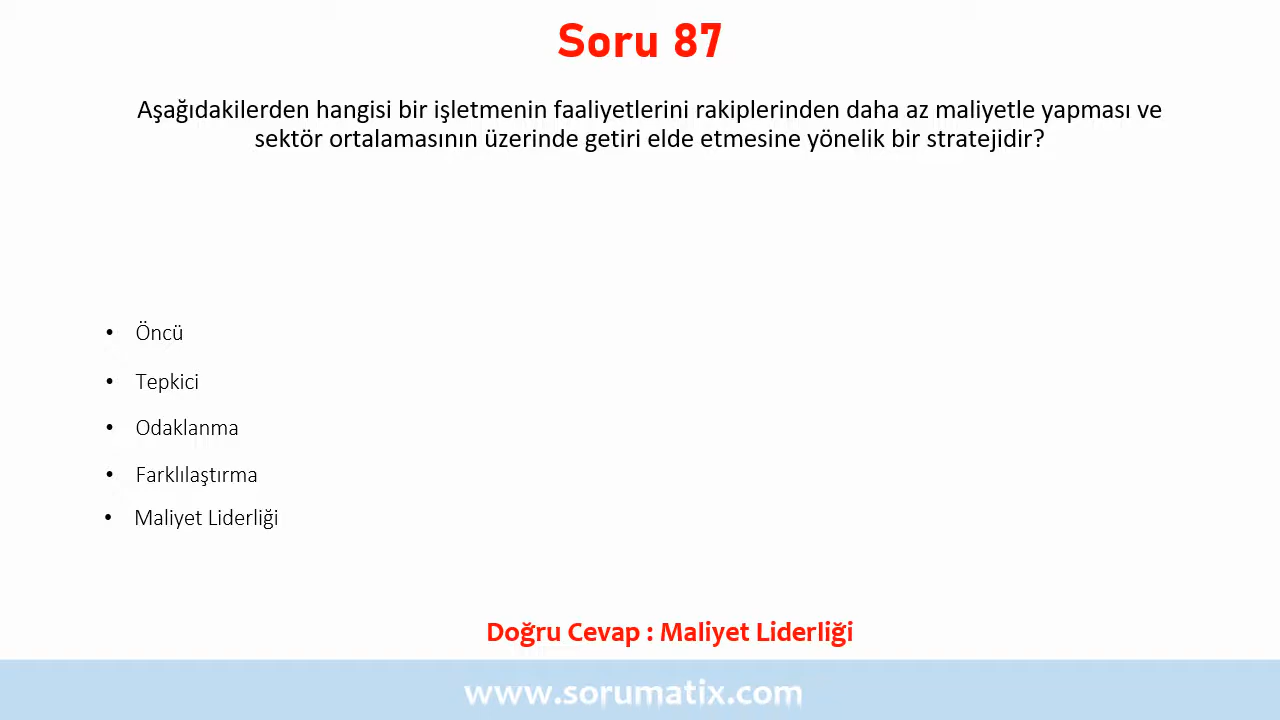 Soru 87
Aşağıdakilerden hangisi bir işletmenin faaliyetlerini rakiplerinden daha az maliyetle yapması ve
sektör ortalamasının üzerinde getiri elde etmesine yönelik bir stratejidir?
• Öncü
• Tepkici
• Odaklanma
• Farklılaştırma
• Maliyet Liderliği
Doğru Cevap : Maliyet Liderliği
www.sorumatix.com